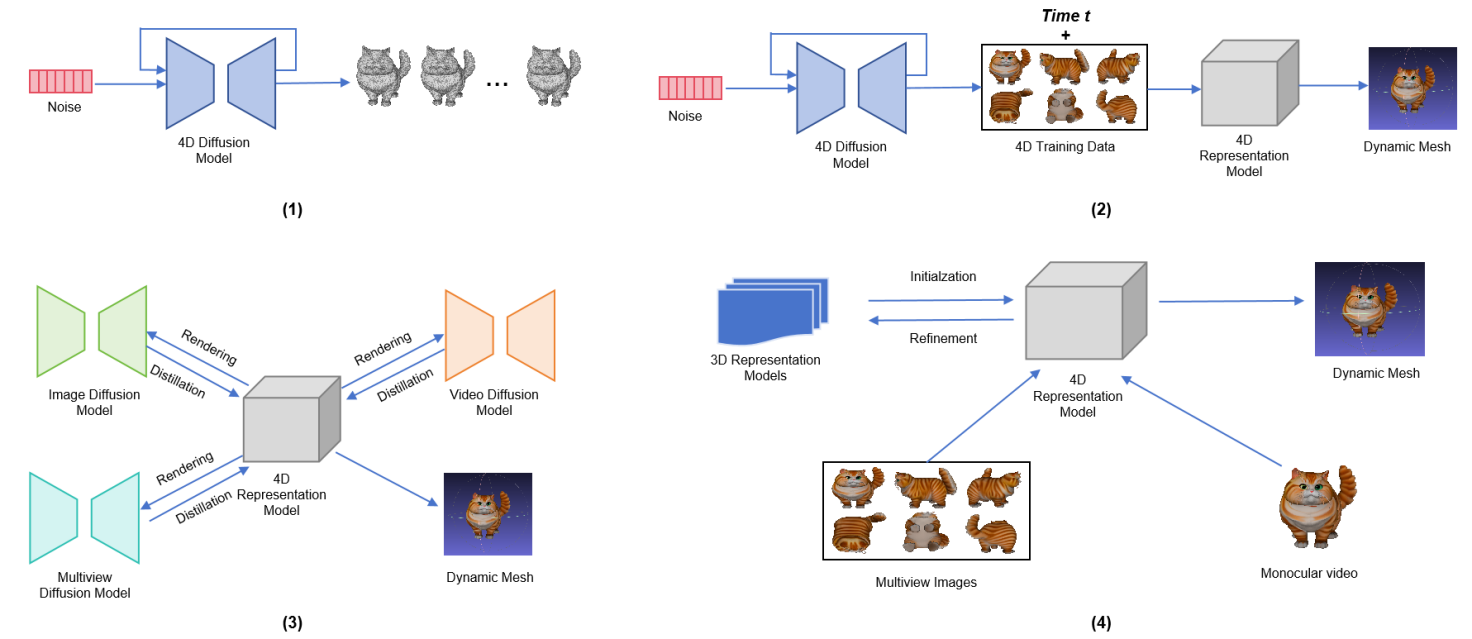 Noise
4D Diffusion
Model
...
(1)
Time t
+
Noise
4D Diffusion
Model
4D Training Data
4D
Representation
Model
Dynamic Mesh
(2)
Rendering
Distillation
Image Diffusion
Model
Rendering
Distillation
Video Diffusion
Model
Rendering
Distillation
4D
Representation
Model
Multiview
Diffusion Model
Dynamic Mesh
(3)
Initialzation
Refinement
3D Representation
Models
4D
Representation
Model
Dynamic Mesh
Multiview Images
Monocular video
(4)